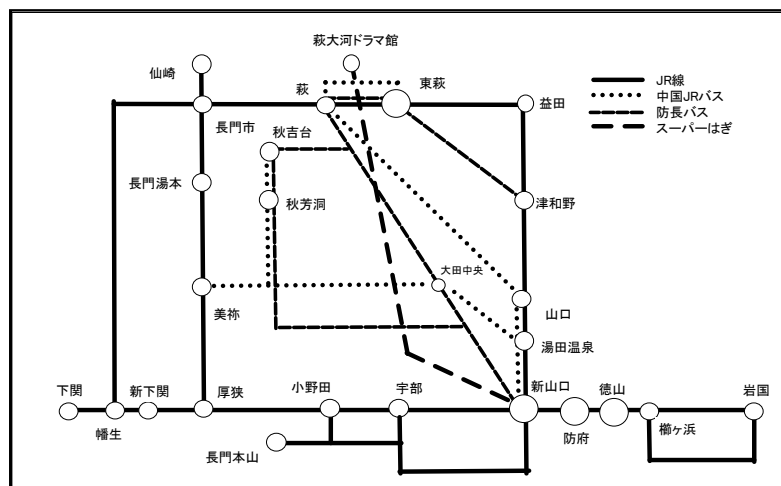 萩大河ドラマ館
仙崎
萩
東萩
益田
長門市
秋吉台
長門湯本
秋芳洞
津和野
大田中央
美祢
山口
湯田温泉
下関
幡生
新下関
厚狭
小野田
宇部
新山口
防府
徳山
櫛ヶ浜
岩国
長門本山
JR線
中国JRバス
防長バス
スーパーはぎ